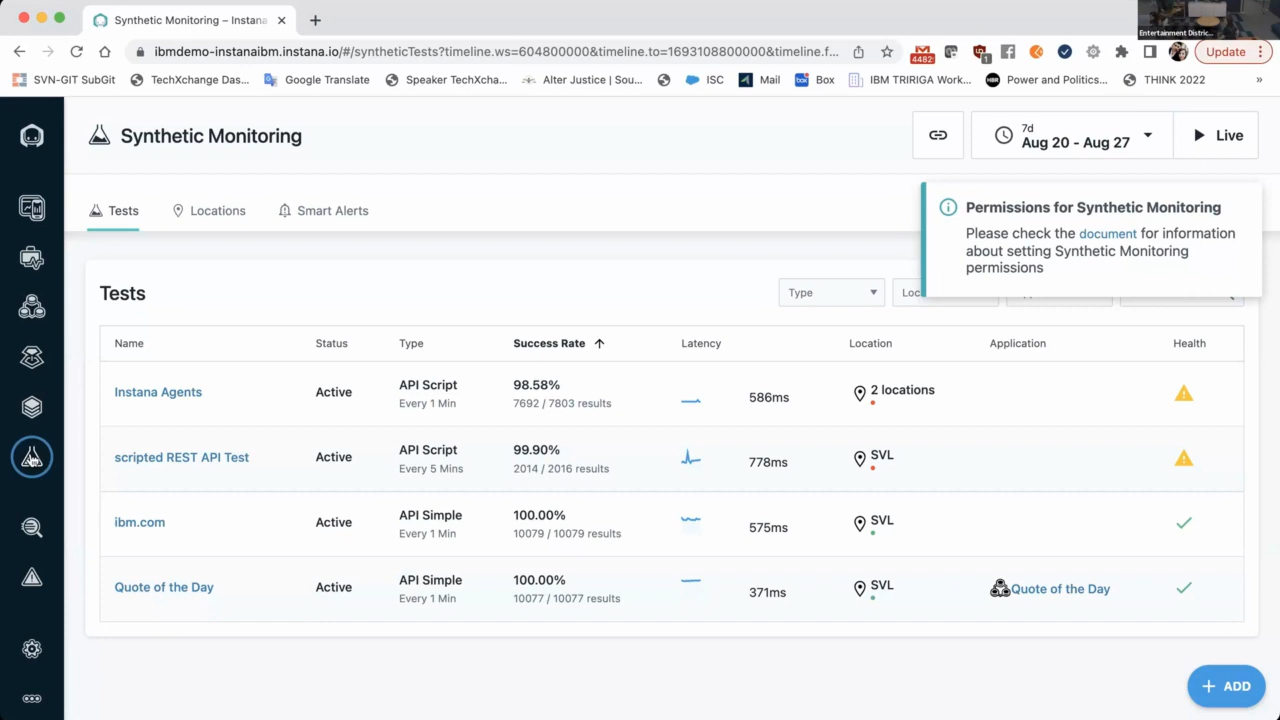 Synthetic Monitoring – Instana
Entertainment Distric...
ibmdemo-instanaibm.instana.io/#/syntheticTests?timeline.ws=604800000&timeline.to=1693108800000&timeline.f...
4482
1
Update
SVN-GIT SubGit
TechXchange Das...
Google Translate
Speaker TechXcha...
Alter Justice | Sou...
ISC
Mail
box
Box
IBM TRIRIGA Work...
HBR
Power and Politics...
THINK 2022
»
Synthetic Monitoring
7d
Aug 20 - Aug 27
Live
Tests
Locations
Smart Alerts
Permissions for Synthetic Monitoring
Please check the document for information
about setting Synthetic Monitoring
permissions
Tests
Type
Loc
Name Status Type Success Rate Latency Location Application Health
Instana Agents Active API Script 98.58% 586ms 2 locations
Every 1 Min 7692 / 7803 results
scripted REST API Test Active API Script 99.90% 778ms SVL
Every 5 Mins 2014 / 2016 results
ibm.com Active API Simple 100.00% 575ms SVL
Every 1 Min 10079 / 10079 results
Quote of the Day Active API Simple 100.00% 371ms SVL Quote of the Day
Every 1 Min 10077 / 10077 results
+ ADD